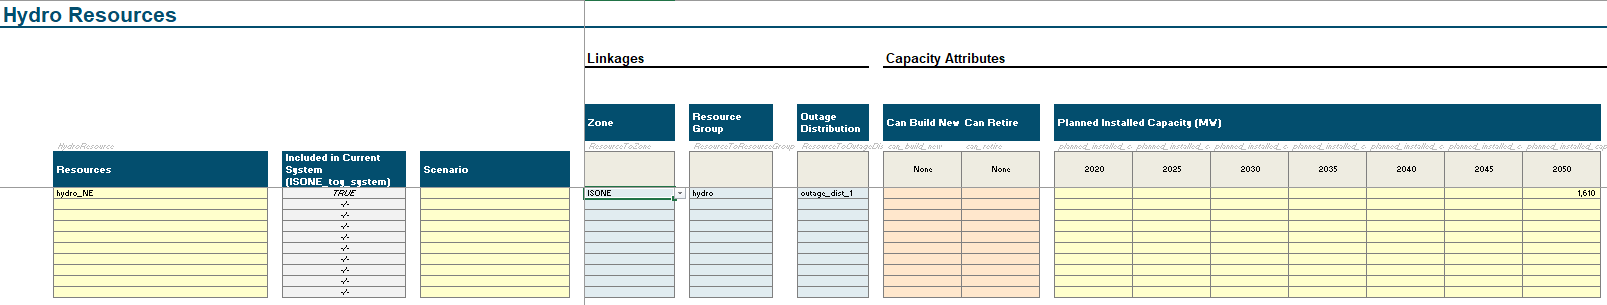 Hydro Resources
Linkages
Capacity Attributes
Zone
Resource Group
Outage Distribution
Can Build New
Can Retire
Planned Installed Capacity (MW)
HydroResource
ResourceToZone
ResourceToResourceGroup
ResourceToOutageDis
can_build_new
can_retire
planned_installed_c
planned_installed_c
planned_installed_c
planned_installed_c
planned_installed_c
planned_installed_c
planned_installed_cap
Resources
Included in Current
System
(ISONE_toy_system)
Scenario
None
None
2020
2025
2030
2035
2040
2045
2050
hydro_NE
TRUE
ISONE
hydro
outage_dist_1
1,610
-/-
-/-
-/-
-/-
-/-
-/-
-/-
-/-
-/-